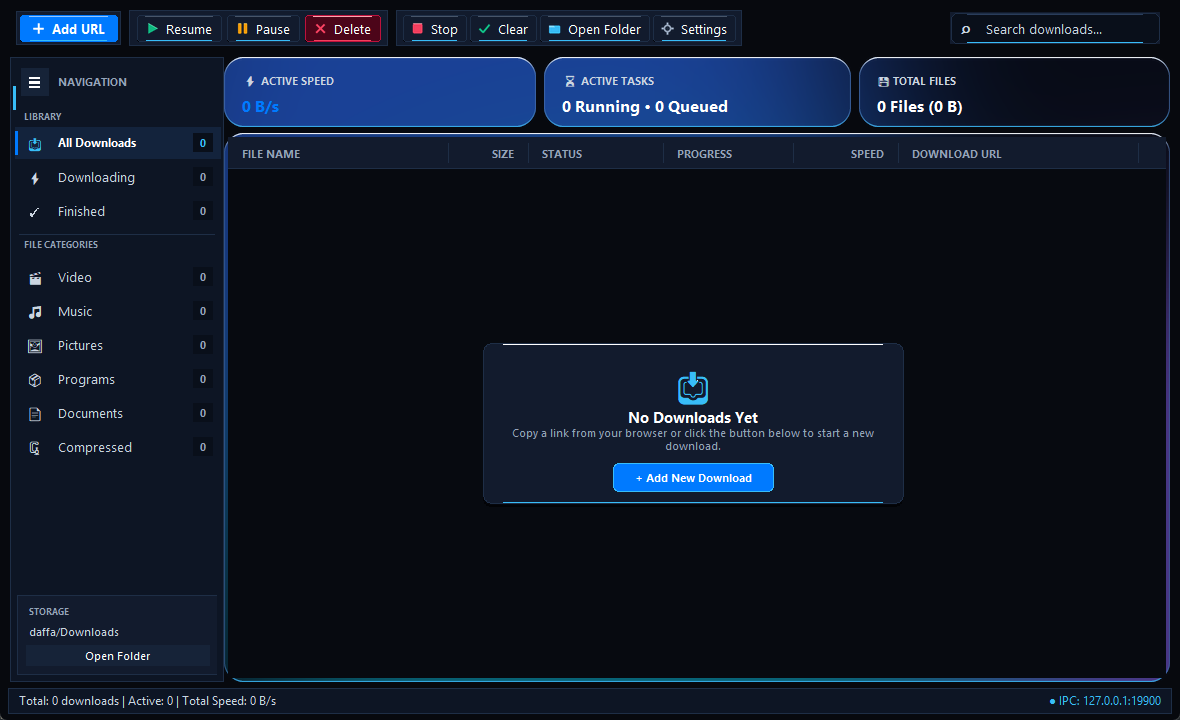 + Add URL
Resume
Pause
Delete
Stop
Clear
Open Folder
Settings
Search downloads...
NAVIGATION
LIBRARY
All Downloads 0
Downloading 0
Finished 0
FILE CATEGORIES
Video 0
Music 0
Pictures 0
Programs 0
Documents 0
Compressed 0
STORAGE
daffa/Downloads
Open Folder
ACTIVE SPEED
0 B/s
ACTIVE TASKS
0 Running • 0 Queued
TOTAL FILES
0 Files (0 B)
FILE NAME SIZE STATUS PROGRESS SPEED DOWNLOAD URL
No Downloads Yet
Copy a link from your browser or click the button below to start a new
download.
+ Add New Download
Total: 0 downloads | Active: 0 | Total Speed: 0 B/s
● IPC: 127.0.0.1:19900